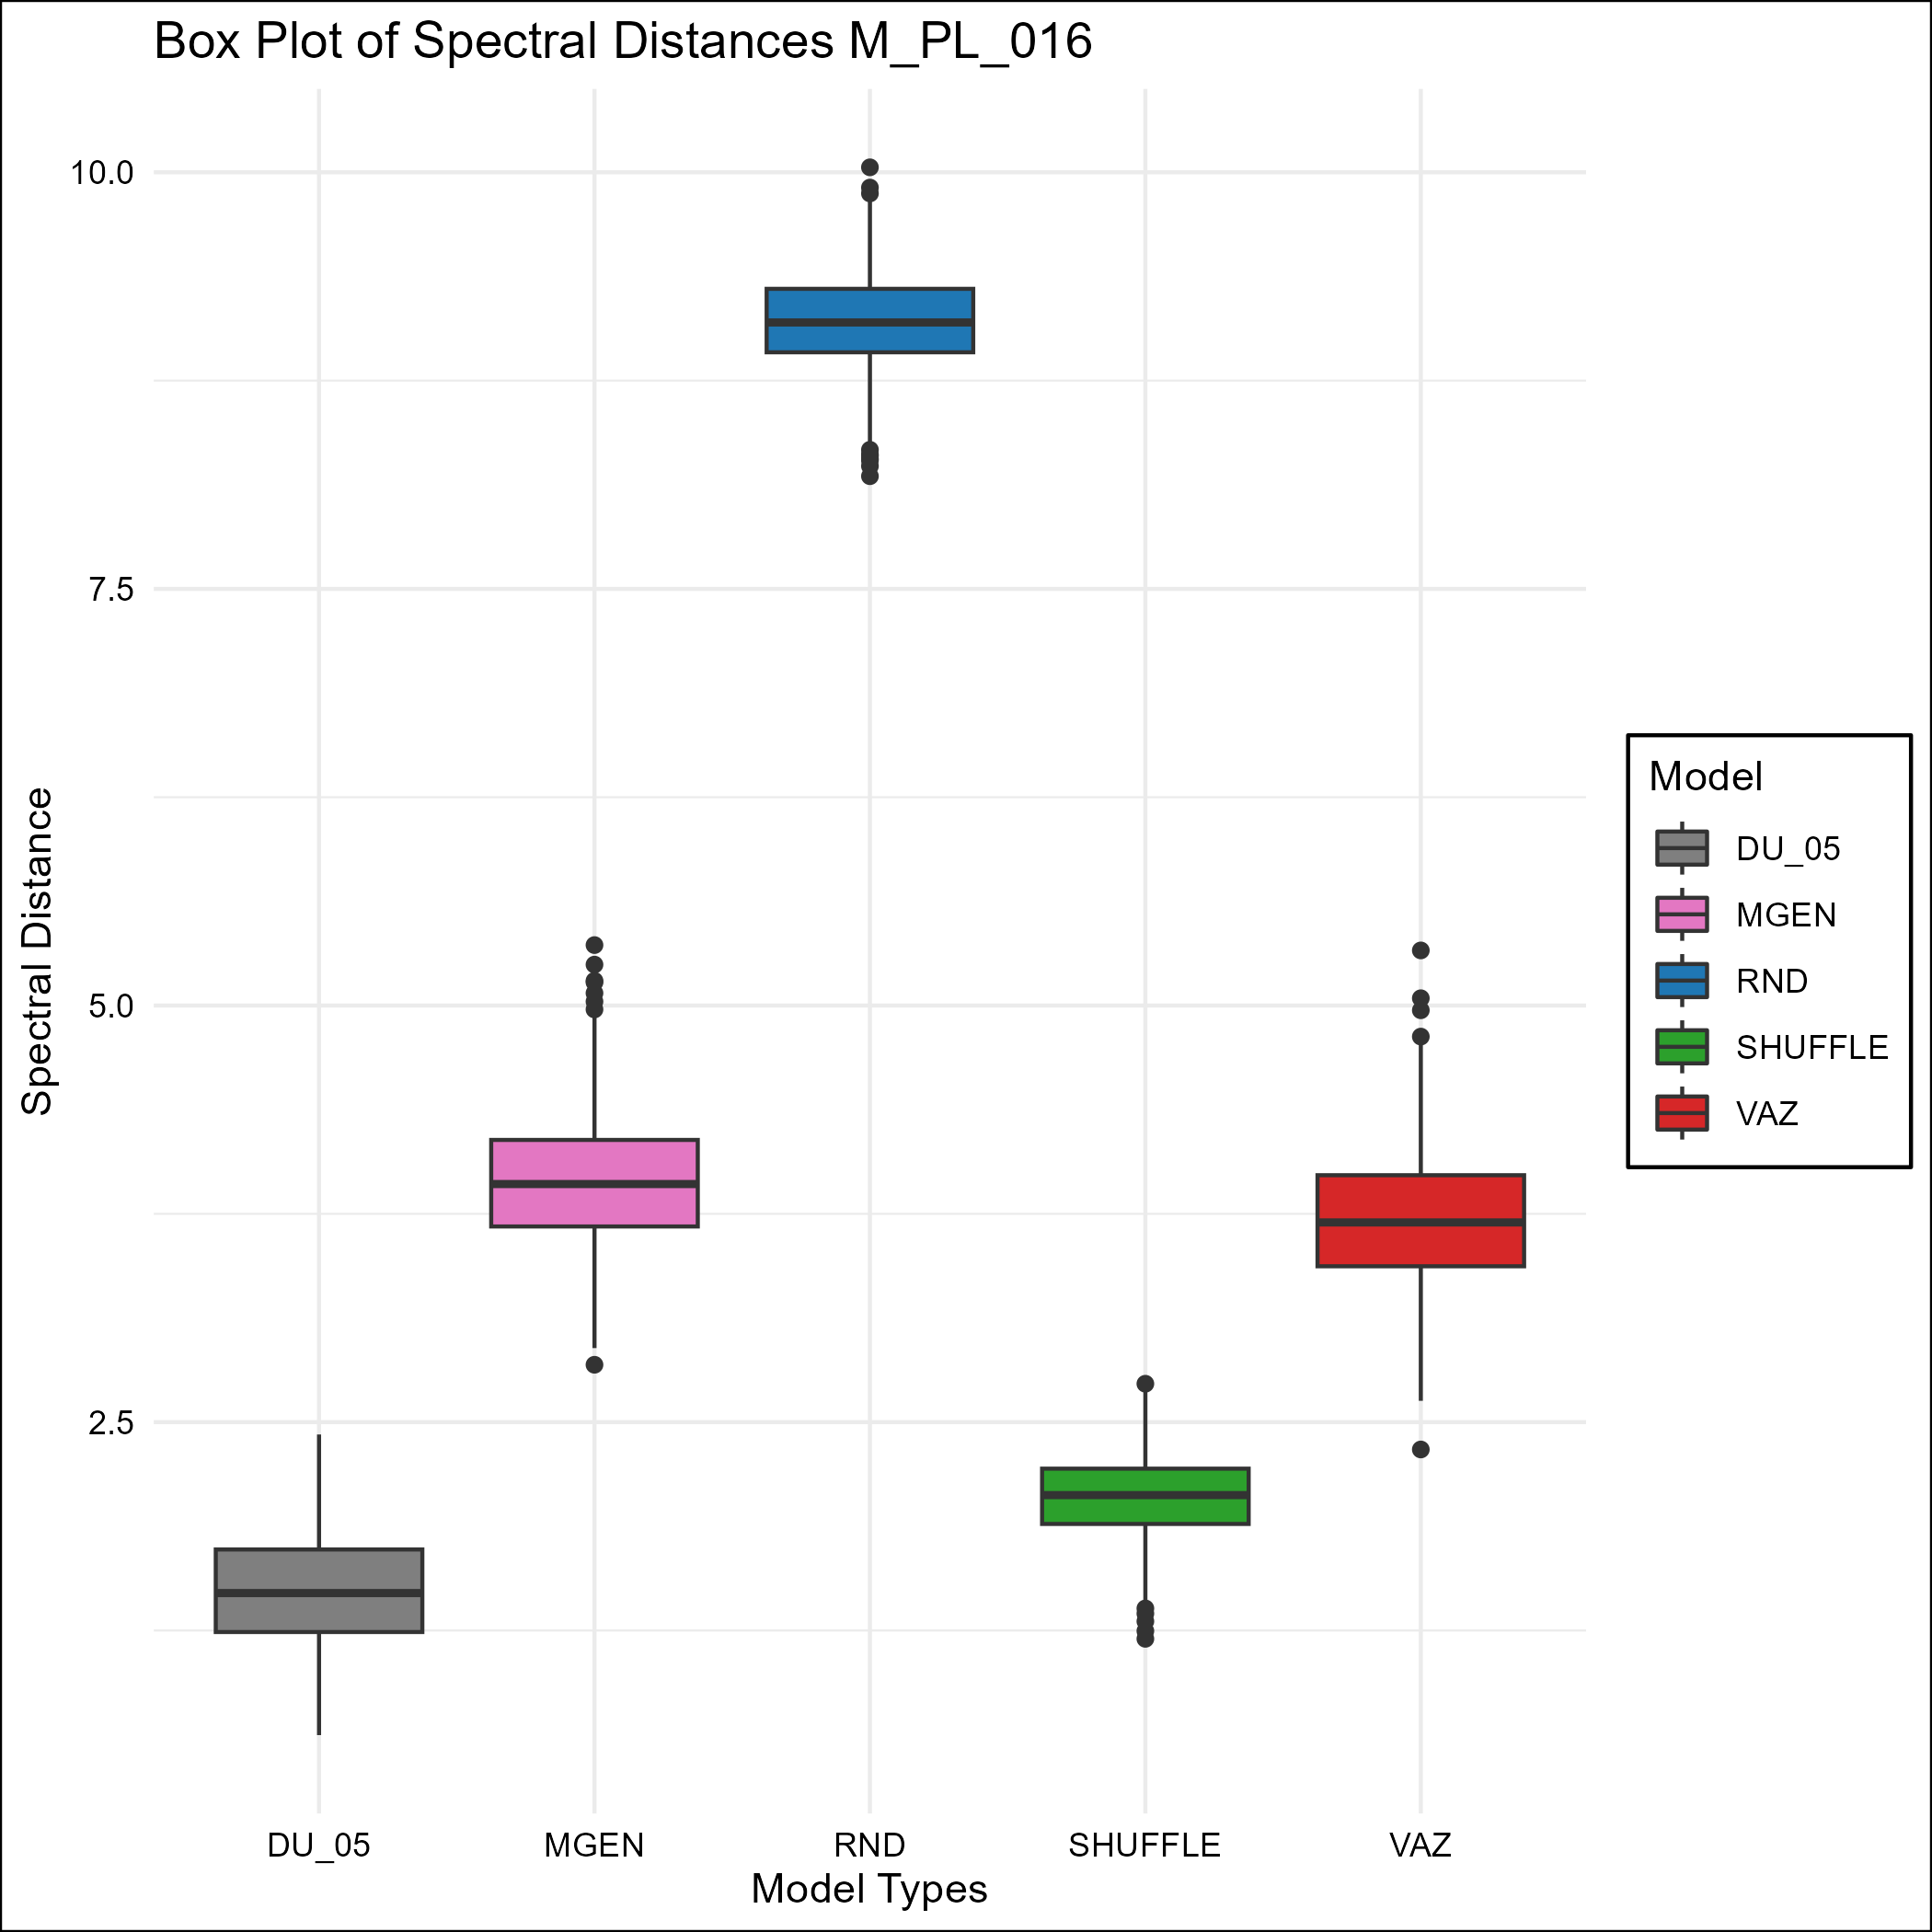 Box Plot of Spectral Distances M_PL_016
10.0
7.5
5.0
2.5
Spectral Distance
DU_05
MGEN
RND
SHUFFLE
VAZ
Model Types
Model
DU_05
MGEN
RND
SHUFFLE
VAZ